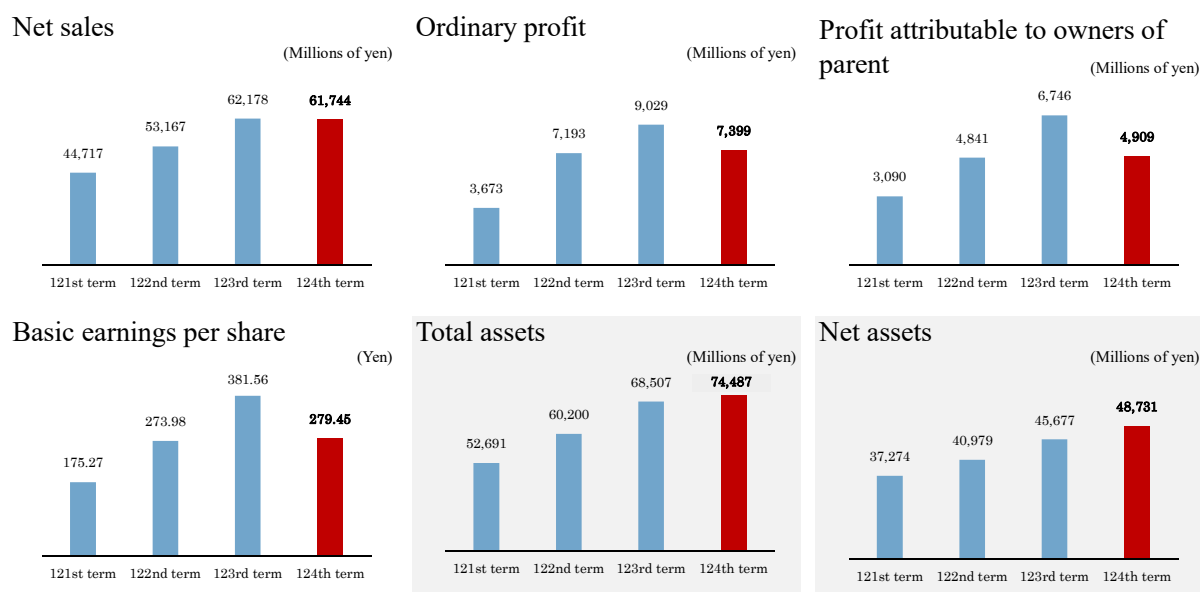 Net sales
(Millions of yen)
44,717
53,167
62,178
61,744
121st term
122nd term
123rd term
124th term
Ordinary profit
(Millions of yen)
3,673
7,193
9,029
7,399
121st term
122nd term
123rd term
124th term
Profit attributable to owners of
parent
(Millions of yen)
3,090
4,841
6,746
4,909
121st term
122nd term
123rd term
124th term
Basic earnings per share
(Yen)
175.27
273.98
381.56
279.45
121st term
122nd term
123rd term
124th term
Total assets
(Millions of yen)
52,691
60,200
68,507
74,487
121st term
122nd term
123rd term
124th term
Net assets
(Millions of yen)
37,274
40,979
45,677
48,731
121st term
122nd term
123rd term
124th term